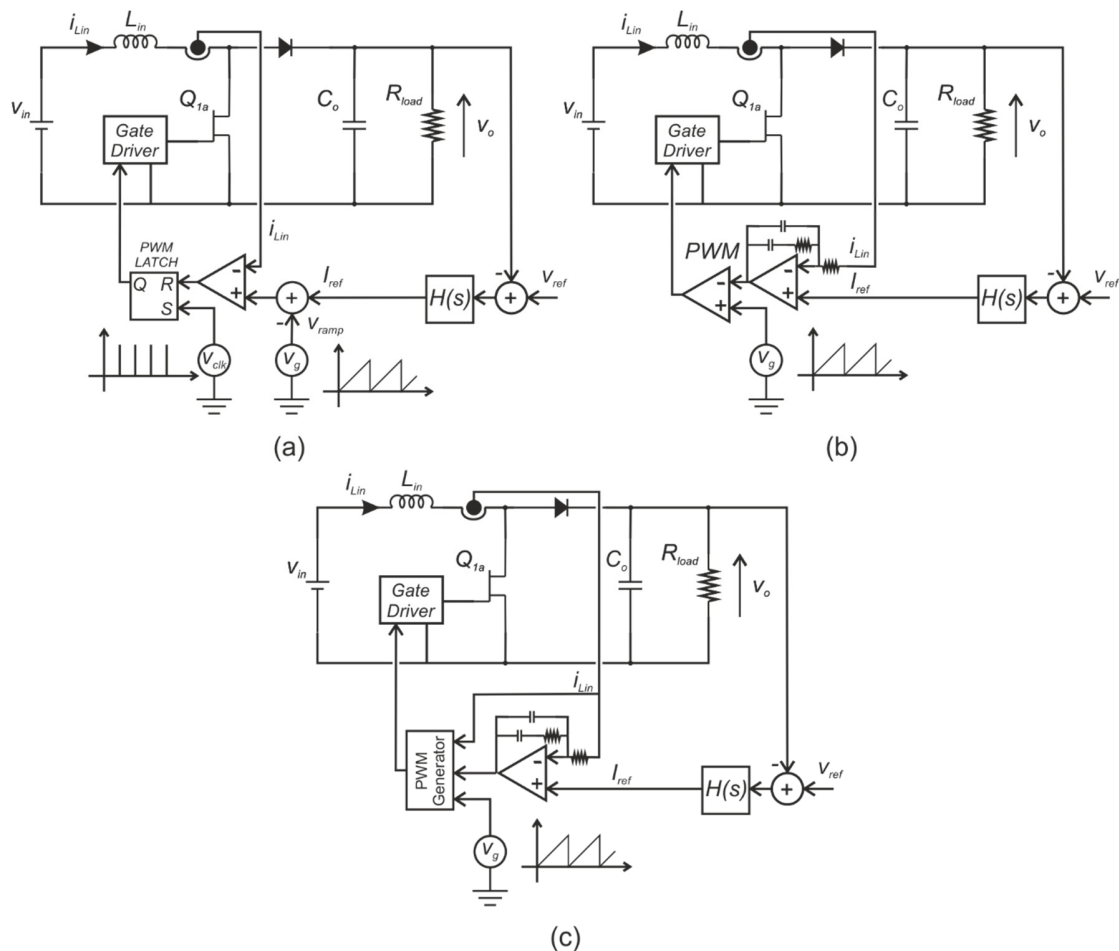 i_Lin
L_in
v_in
Q_1a
Gate
Driver
C_o
R_load
v_o
i_Lin
PWM
LATCH
Q R
S
-
+
+
-
I_ref
H(s)
-
+
v_ref
v_ramp
v_clk
v_g
(a)
i_Lin
L_in
v_in
Q_1a
Gate
Driver
C_o
R_load
v_o
PWM
-
+
-
+
i_Lin
I_ref
H(s)
-
+
v_ref
v_g
(b)
i_Lin
L_in
v_in
Q_1a
Gate
Driver
C_o
R_load
v_o
i_Lin
PWM
Generator
-
+
I_ref
H(s)
-
+
v_ref
v_g
(c)